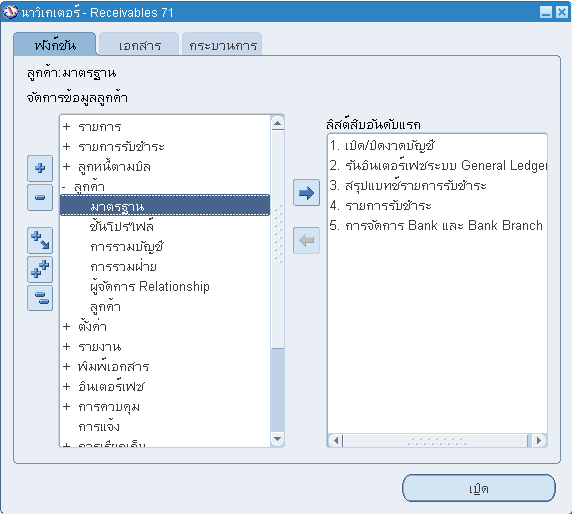 นาวิเกเตอร์ - Receivables 71
ฟังก์ชัน
เอกสาร
กระบวนการ
ลูกค้า:มาตรฐาน
จัดการข้อมูลลูกค้า
+ รายการ
+ รายการรับชำระ
+ ลูกหนี้ตามบิล
- ลูกค้า
มาตรฐาน
ชั้นโปรไฟล์
การรวมบัญชี
การรวมฝ่าย
ผู้จัดการ Relationship
ลูกค้า
+ ตั้งค่า
+ รายงาน
+ พิมพ์เอกสาร
+ อินเตอร์เฟซ
+ การควบคุม
การแจ้ง
+ การเรียกเก็บ
ลิสต์สิบอันดับแรก
1. เปิด/ปิดงวดบัญชี
2. รันอินเตอร์เฟซระบบ General Ledger
3. สรุปแบทช์รายการรับชำระ
4. รายการรับชำระ
5. การจัดการ Bank และ Bank Branch
เปิด